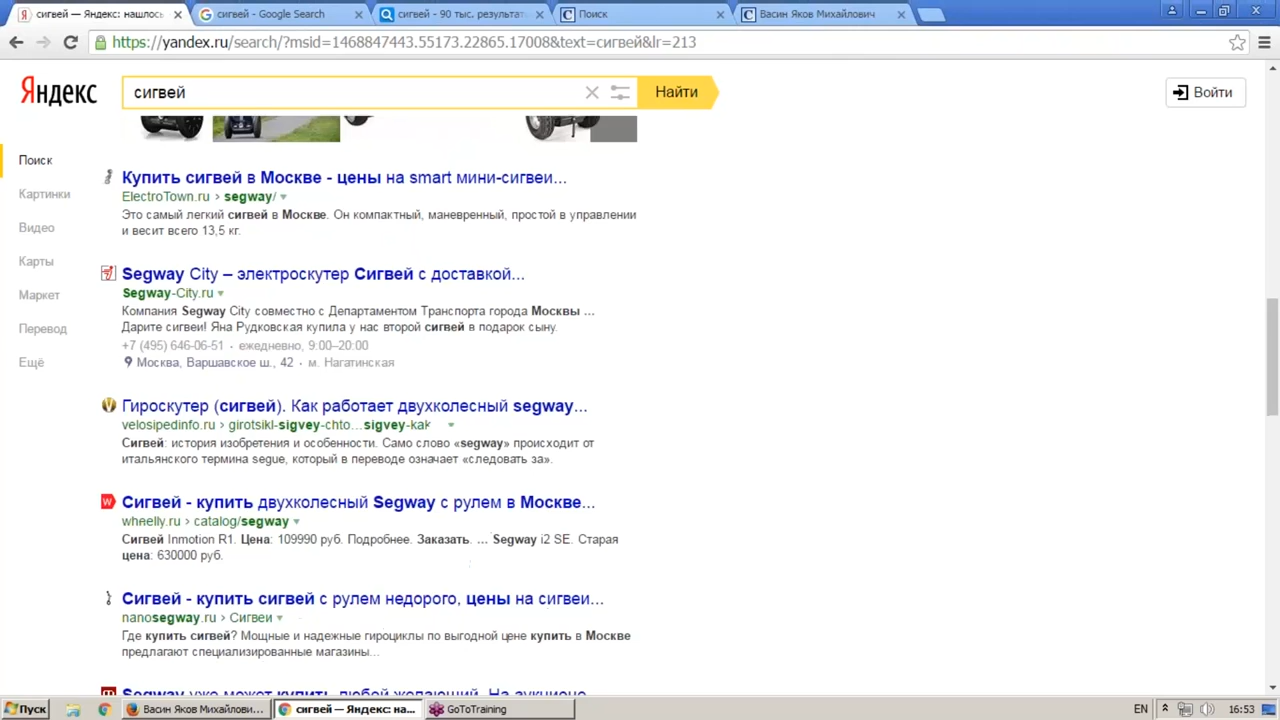 сигвей — Яндекс: нашлось
сигвей - Google Search
сигвей - 90 тыс. результат
Поиск
Васин Яков Михайлович
https://yandex.ru/search/?msid=1468847443.55173.22865.17008&text=сигвей&lr=213
Яндекс
сигвей
Найти
Войти
Поиск
Картинки
Видео
Карты
Маркет
Перевод
Ещё
Купить сигвей в Москве - цены на smart мини-сигвеи...
ElectroTown.ru › segway/
Это самый легкий сигвей в Москве. Он компактный, маневренный, простой в управлении
и весит всего 13,5 кг.
Segway City – электроскутер Сигвей с доставкой...
Segway-City.ru
Компания Segway City совместно с Департаментом Транспорта города Москвы ...
Дарите сигвеи! Яна Рудковская купила у нас второй сигвей в подарок сыну.
+7 (495) 646-06-51 · ежедневно, 9:00–20:00
Москва, Варшавское ш., 42 · м. Нагатинская
Гироскутер (сигвей). Как работает двухколесный segway...
velosipedinfo.ru › girotsikl-sigvey-chto...sigvey-kak
Сигвей: история изобретения и особенности. Само слово «segway» происходит от
итальянского термина segue, который в переводе означает «следовать за».
Сигвей - купить двухколесный Segway с рулем в Москве...
wheelly.ru › catalog/segway
Сигвей Inmotion R1. Цена: 109990 руб. Подробнее. Заказать. ... Segway i2 SE. Старая
цена: 630000 руб.
Сигвей - купить сигвей с рулем недорого, цены на сигвеи...
nanosegway.ru › Сигвеи
Где купить сигвей? Мощные и надежные гироциклы по выгодной цене купить в Москве
предлагают специализированные магазины...
Segway уже может купить любой желающий. На аукционе
Пуск
Васин Яков Михайлови...
сигвей — Яндекс: на...
GoToTraining
EN
16:53